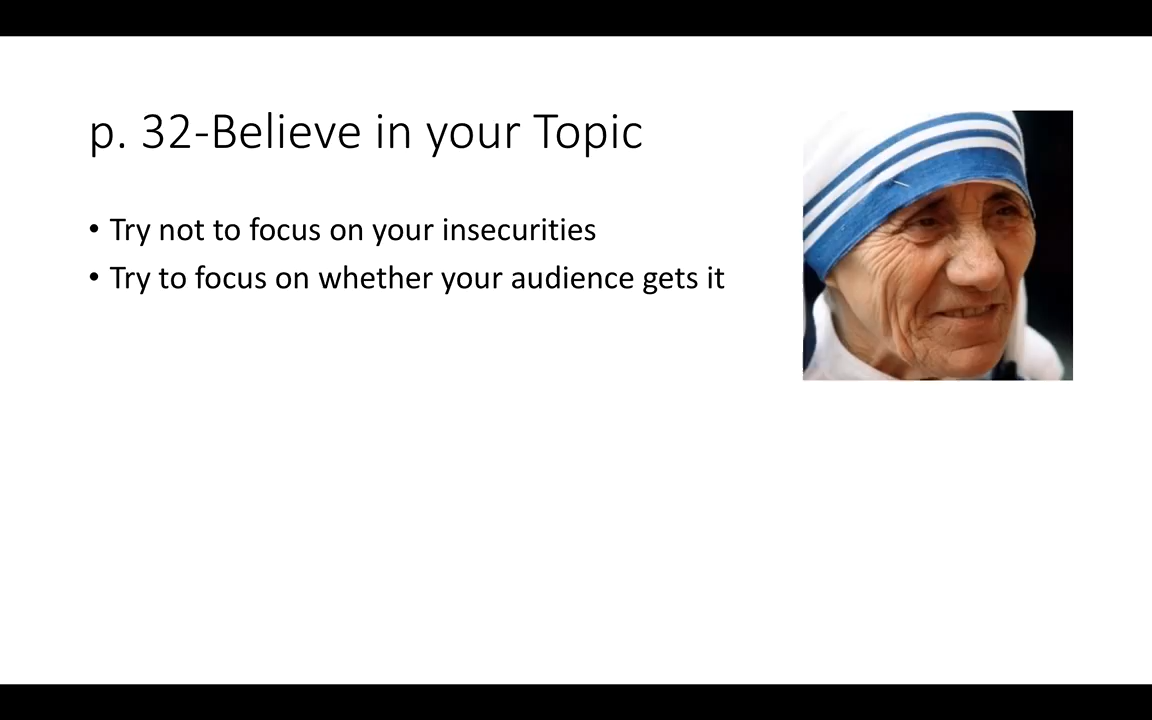 p. 32-Believe in your Topic
• Try not to focus on your insecurities
• Try to focus on whether your audience gets it